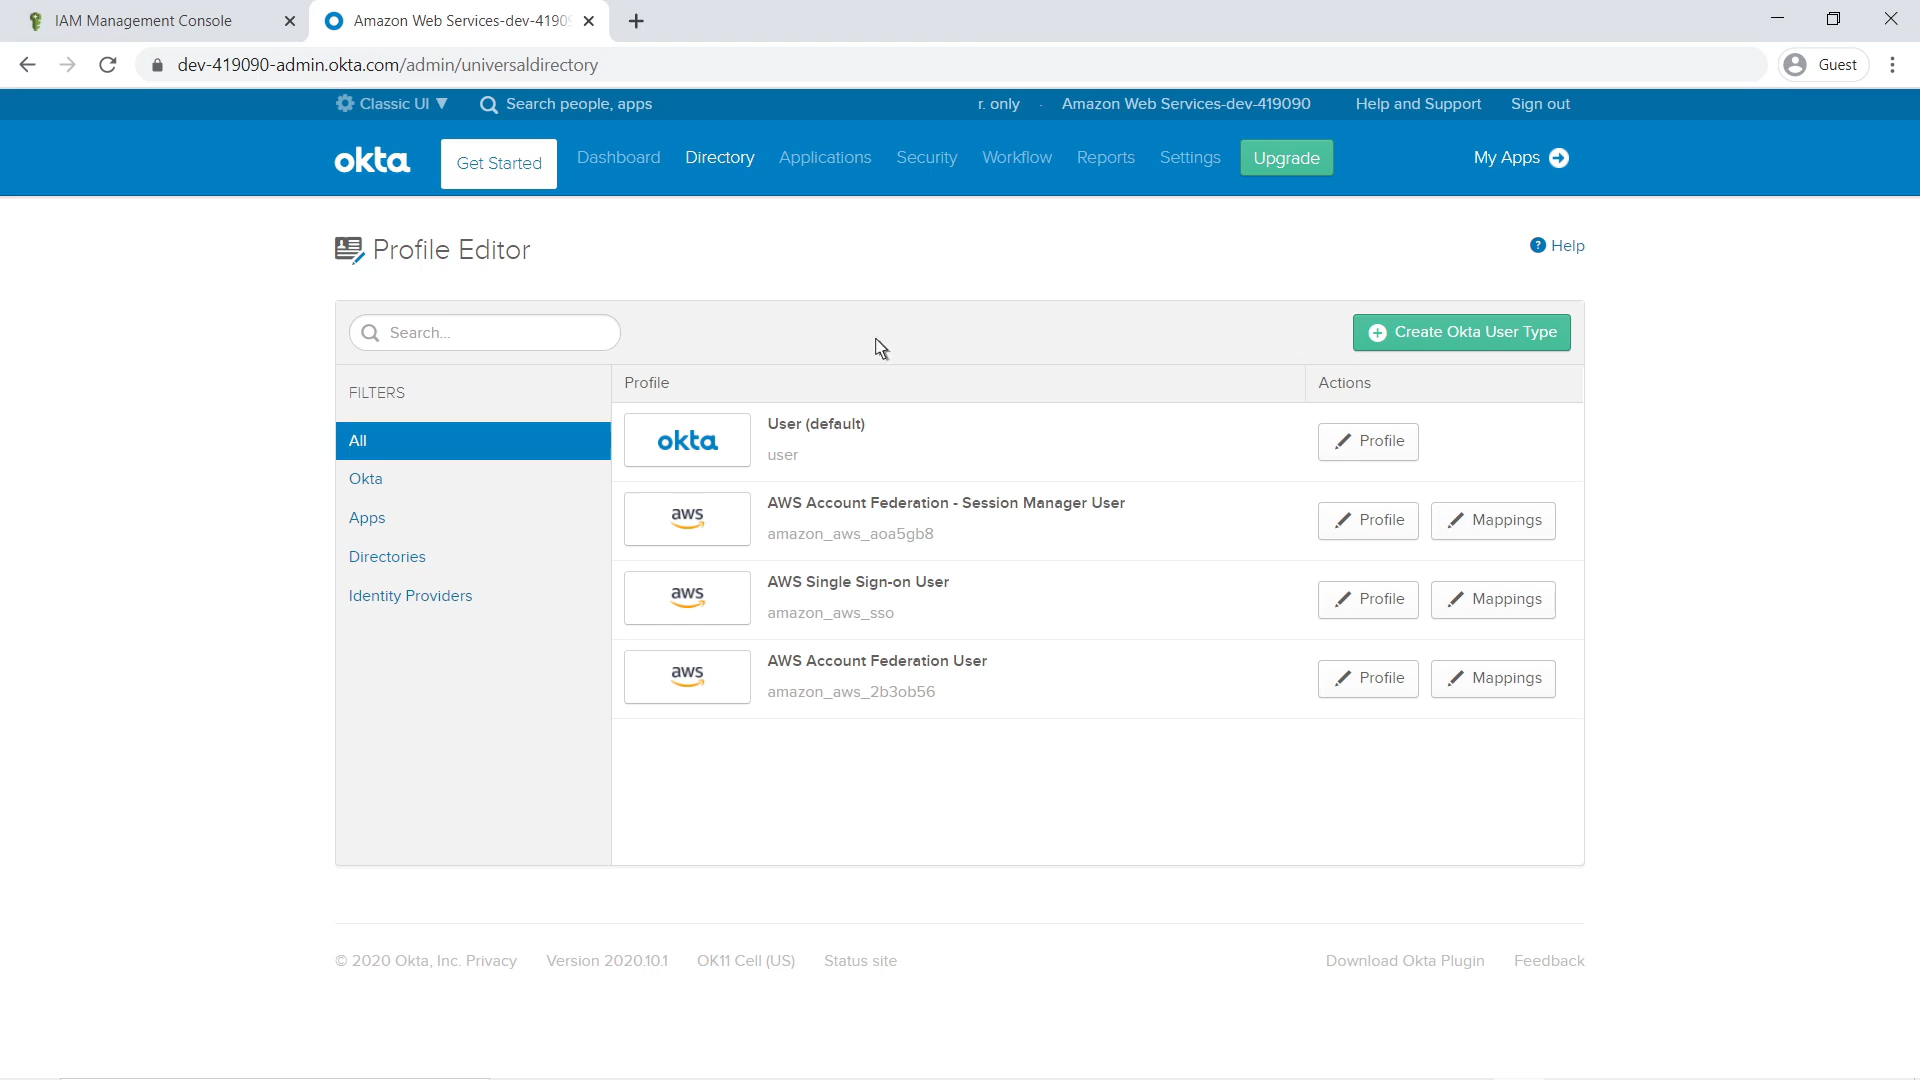 IAM Management Console
Amazon Web Services-dev-4190
dev-419090-admin.okta.com/admin/universaldirectory
Guest
Classic UI
Search people, apps
r. only · Amazon Web Services-dev-419090
Help and Support
Sign out
okta
Get Started
Dashboard
Directory
Applications
Security
Workflow
Reports
Settings
Upgrade
My Apps
Profile Editor
Help
Search...
Create Okta User Type
FILTERS
All
Okta
Apps
Directories
Identity Providers
Profile
Actions
okta
User (default)
user
Profile
aws
AWS Account Federation - Session Manager User
amazon_aws_aoa5gb8
Profile
Mappings
aws
AWS Single Sign-on User
amazon_aws_sso
Profile
Mappings
aws
AWS Account Federation User
amazon_aws_2b3ob56
Profile
Mappings
© 2020 Okta, Inc. Privacy
Version 2020.10.1
OK11 Cell (US)
Status site
Download Okta Plugin
Feedback